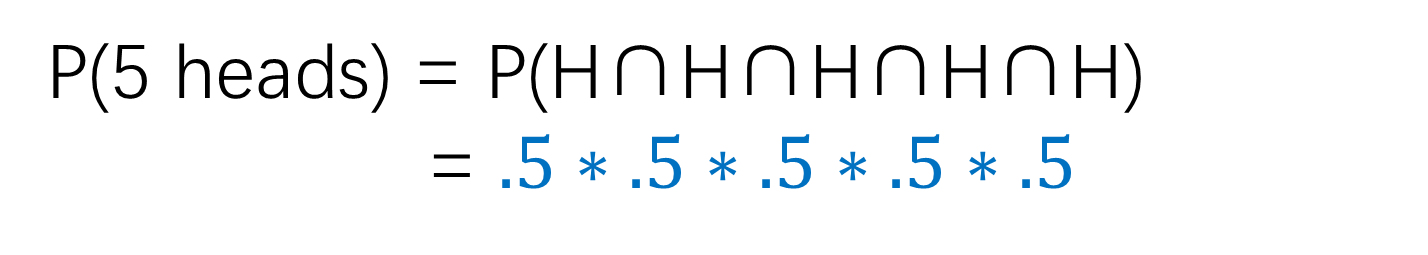 P(5 heads) = P(H∩H∩H∩H∩H)
= .5 * .5 * .5 * .5 * .5